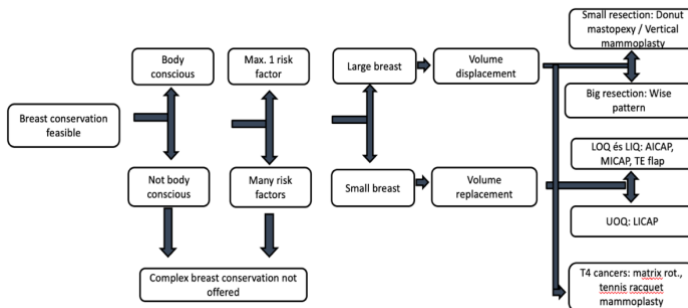 Breast conservation
feasible
Body
conscious
Not body
conscious
Max. 1 risk
factor
Many risk
factors
Complex breast conservation not
offered
Large breast
Small breast
Volume
displacement
Volume
replacement
Small resection: Donut
mastopexy / Vertical
mammoplasty
Big resection: Wise
pattern
LOQ és LIQ: AICAP,
MICAP, TE flap
UOQ: LICAP
T4 cancers: matrix rot.,
tennis racquet
mammoplasty